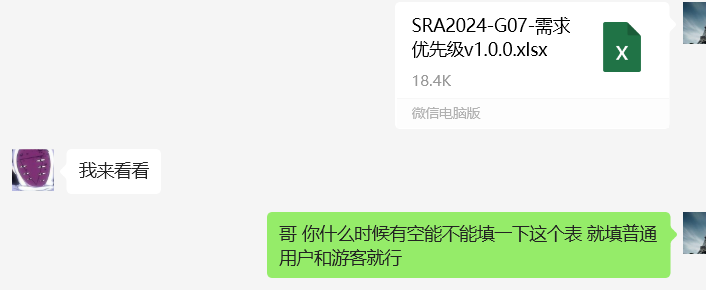 SRA2024-G07-需求
优先级v1.0.0.xlsx
X
18.4K
微信电脑版
我来看看
哥 你什么时候有空能不能填一下这个表 就填普通
用户和游客就行